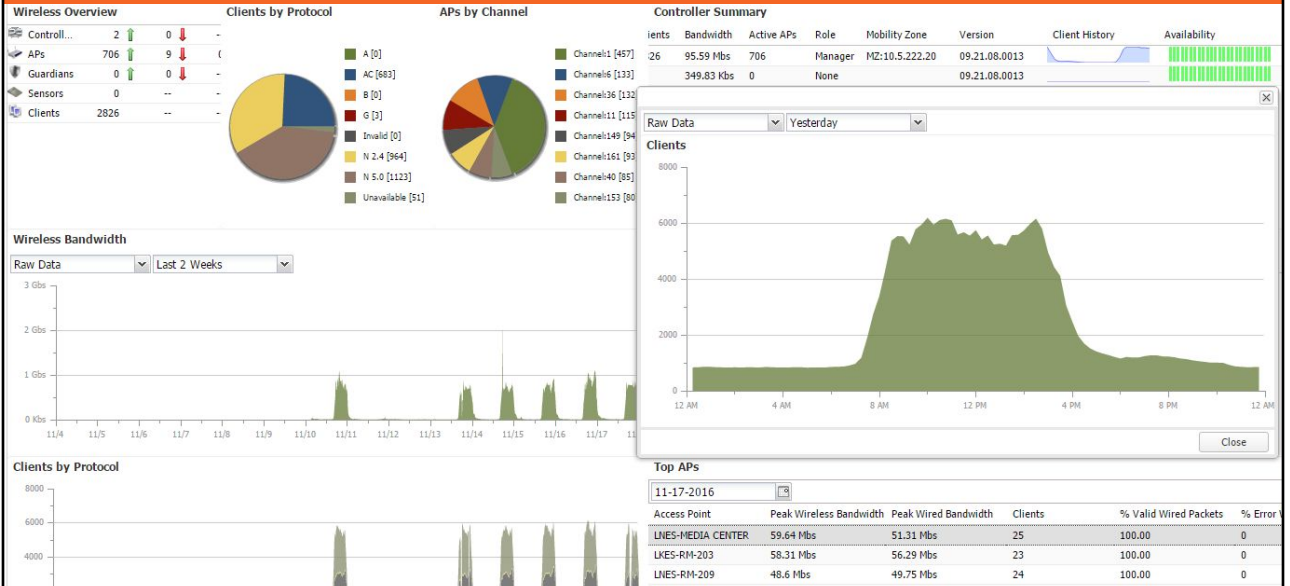 Wireless Overview
Controll... 2 0 -
APs 706 9
Guardians 0 0 -
Sensors 0 -- -
Clients 2826 -- -
Clients by Protocol
A [0]
AC [683]
B [0]
G [3]
Invalid [0]
N 2.4 [964]
N 5.0 [1123]
Unavailable [51]
APs by Channel
Channel:1 [457]
Channel:6 [133]
Channel:36 [132
Channel:11 [115
Channel:149 [94
Channel:161 [93
Channel:40 [85]
Channel:153 [80
Controller Summary
ients Bandwidth Active APs Role Mobility Zone Version Client History Availability
26 95.59 Mbs 706 Manager MZ:10.5.222.20 09.21.08.0013
349.83 Kbs 0 None 09.21.08.0013
Raw Data Yesterday
Clients
8000
6000
4000
2000
0
12 AM 4 AM 8 AM 12 PM 4 PM 8 PM 12 AM
Close
Wireless Bandwidth
Raw Data Last 2 Weeks
3 Gbs
2 Gbs
1 Gbs
0 Kbs
11/4 11/5 11/6 11/7 11/8 11/9 11/10 11/11 11/12 11/13 11/14 11/15 11/16 11/17 11
Clients by Protocol
8000
6000
4000
Top APs
11-17-2016
Access Point Peak Wireless Bandwidth Peak Wired Bandwidth Clients % Valid Wired Packets % Error
LNES-MEDIA CENTER 59.64 Mbs 51.31 Mbs 25 100.00 0
LKES-RM-203 58.31 Mbs 56.29 Mbs 23 100.00 0
LNES-RM-209 48.6 Mbs 49.75 Mbs 24 100.00 0